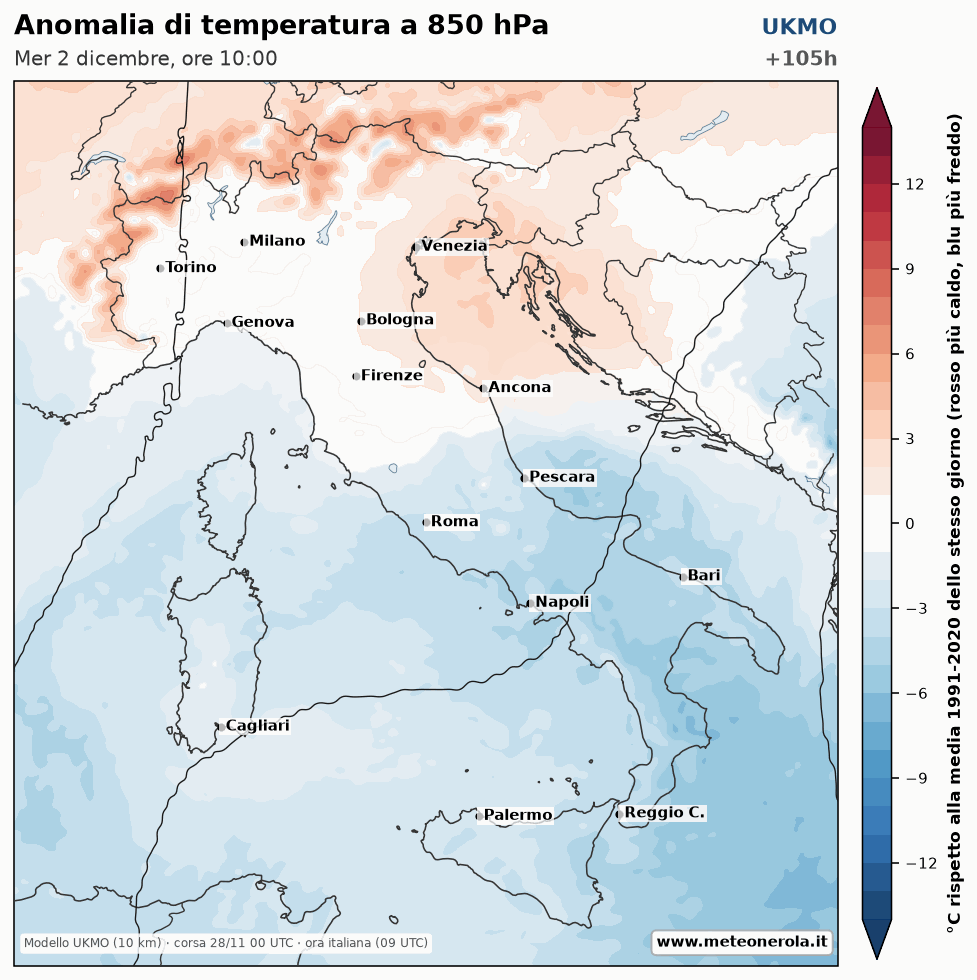 Anomalia di temperatura a 850 hPa
UKMO
Mer 2 dicembre, ore 10:00
+105h
Milano
Venezia
Torino
Genova
Bologna
Firenze
Ancona
Pescara
Roma
Bari
Napoli
Cagliari
Palermo
Reggio C.
Modello UKMO (10 km) · corsa 28/11 00 UTC · ora italiana (09 UTC)
www.meteonerola.it
12
9
6
3
0
−3
−6
−9
−12
°C rispetto alla media 1991-2020 dello stesso giorno (rosso più caldo, blu più freddo)